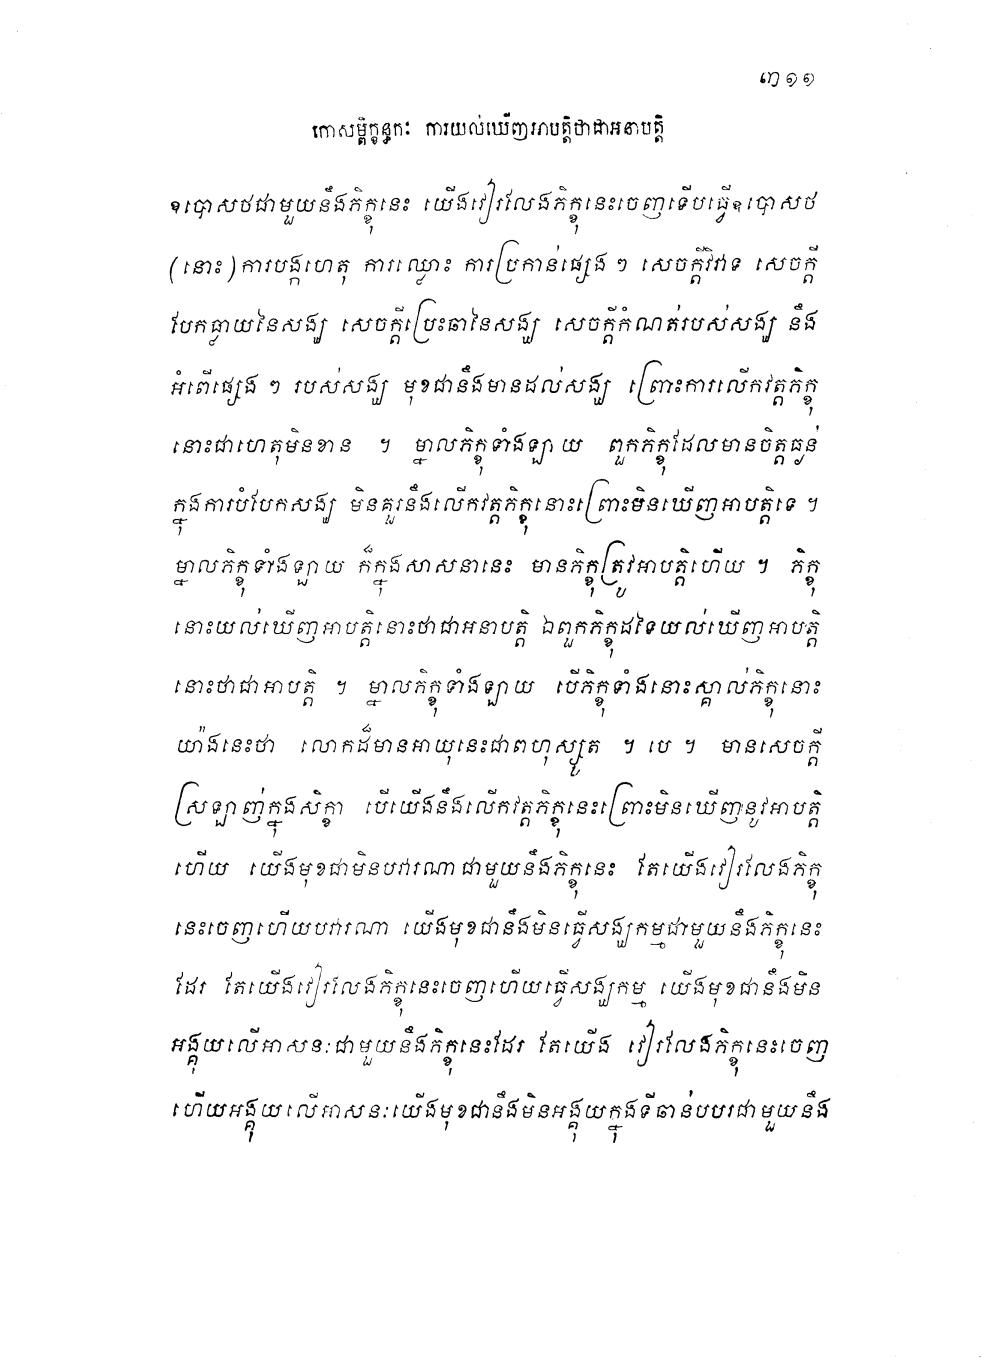 ៣១១
កោសម្ពិក្ខន្ធកៈ ការយល់ឃើញអាបត្តិថាជាអនាបត្តិ
ឧបោសថជាមួយនឹងភិក្ខុនេះ យើងវៀរលែងភិក្ខុនេះចេញទើបធ្វើឧបោសថ
(នោះ) ការបង្កហេតុ ការឈ្លោះ ការប្រកាន់ផ្សេង ៗ សេចក្តីវិវាទ សេចក្តី
បែកធ្លាយនៃសង្ឃ សេចក្តីប្រេះឆានៃសង្ឃ សេចក្តីកំណត់របស់សង្ឃ នឹង
អំពើផ្សេង ៗ របស់សង្ឃ មុខជានឹងមានដល់សង្ឃ ព្រោះការលើកវត្តភិក្ខុ
នោះជាហេតុមិនខាន ។ ម្នាលភិក្ខុទាំងឡាយ ពួកភិក្ខុដែលមានចិត្តធ្ងន់
ក្នុងការបំបែកសង្ឃ មិនគួរនឹងលើកវត្តភិក្ខុនោះព្រោះមិនឃើញអាបត្តិទេ ។
ម្នាលភិក្ខុទាំងឡាយ ក៏ក្នុងសាសនានេះ មានភិក្ខុត្រូវអាបត្តិហើយ ។ ភិក្ខុ
នោះយល់ឃើញអាបត្តិនោះថាជាអនាបត្តិ ឯពួកភិក្ខុដទៃយល់ឃើញអាបត្តិ
នោះថាជាអាបត្តិ ។ ម្នាលភិក្ខុទាំងឡាយ បើភិក្ខុទាំងនោះស្គាល់ភិក្ខុនោះ
យ៉ាងនេះថា លោកដ៏មានអាយុនេះជាពហុស្សូត ។ បេ ។ មានសេចក្តី
ស្រឡាញ់ក្នុងសិក្ខា បើយើងនឹងលើកវត្តភិក្ខុនេះព្រោះមិនឃើញនូវអាបត្តិ
ហើយ យើងមុខជាមិនបវារណាជាមួយនឹងភិក្ខុនេះ តែយើងវៀរលែងភិក្ខុ
នេះចេញហើយបវារណា យើងមុខជានឹងមិនធ្វើសង្ឃកម្មជាមួយនឹងភិក្ខុនេះ
ដែរ តែយើងវៀរលែងភិក្ខុនេះចេញហើយធ្វើសង្ឃកម្ម យើងមុខជានឹងមិន
អង្គុយលើអាសនៈជាមួយនឹងភិក្ខុនេះដែរ តែយើង វៀរលែងភិក្ខុនេះចេញ
ហើយអង្គុយលើអាសនៈយើងមុខជានឹងមិនអង្គុយក្នុងទីឆាន់បបរជាមួយនឹង